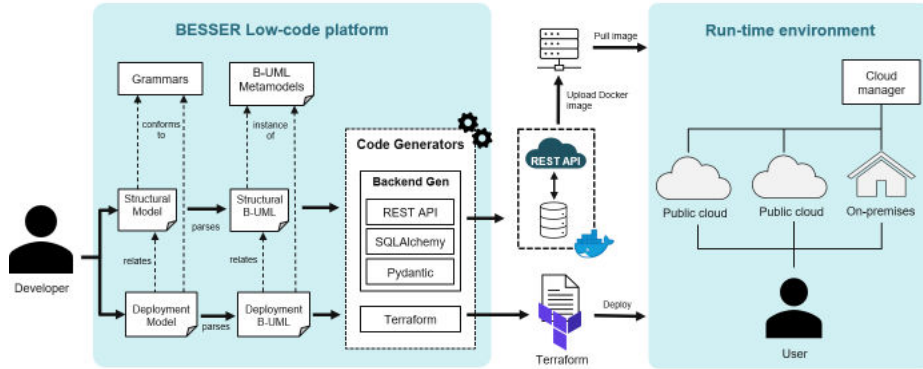 BESSER Low-code platform
Grammars
B-UML
Metamodels
conforms
to
instance
of
Code Generators
Backend Gen
REST API
SQLAlchemy
Pydantic
Terraform
Structural
Model
parses
Structural
B-UML
relates
relates
Developer
Deployment
Model
parses
Deployment
B-UML
Pull image
Upload Docker
image
REST API
Terraform
Deploy
Run-time environment
Cloud
manager
Public cloud
Public cloud
On-premises
User